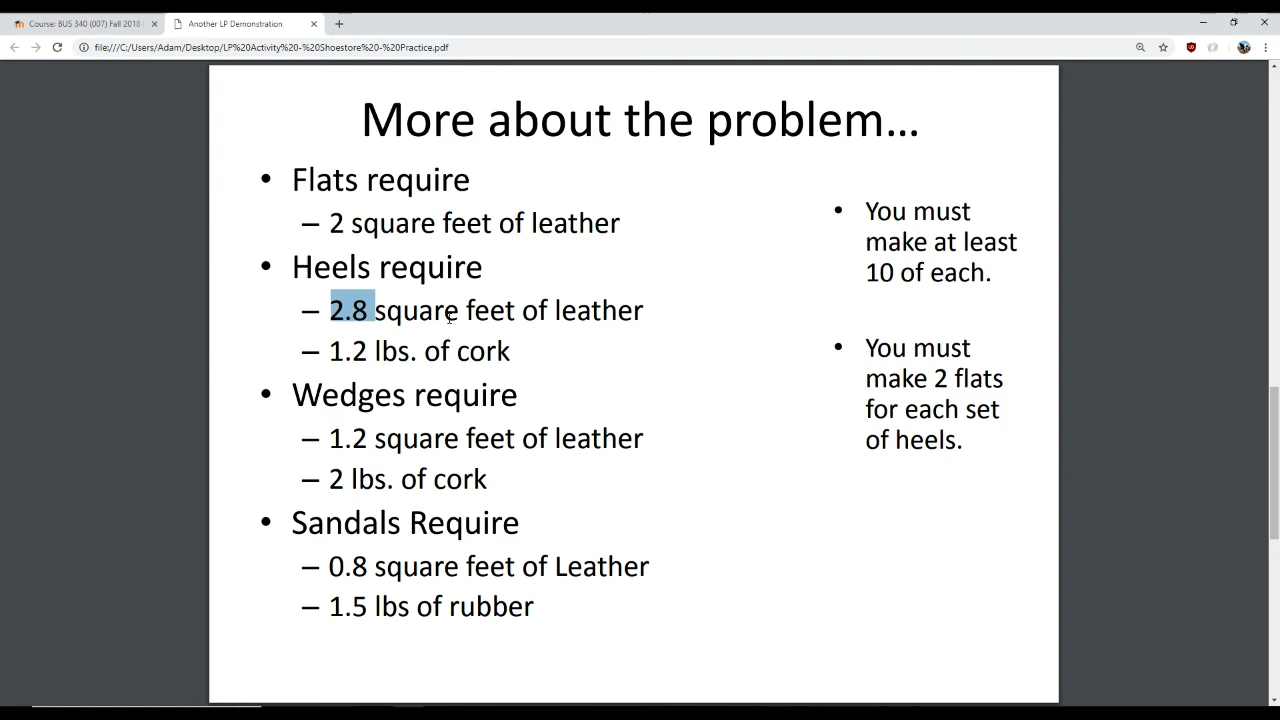 Course: BUS 340 (007) Fall 2018
Another LP Demonstration
file:///C:/Users/Adam/Desktop/LP%20Activity%20-%20Shoestore%20-%20Practice.pdf
More about the problem...
• Flats require
– 2 square feet of leather
• Heels require
– 2.8 square feet of leather
– 1.2 lbs. of cork
• Wedges require
– 1.2 square feet of leather
– 2 lbs. of cork
• Sandals Require
– 0.8 square feet of Leather
– 1.5 lbs of rubber
• You must
make at least
10 of each.
• You must
make 2 flats
for each set
of heels.